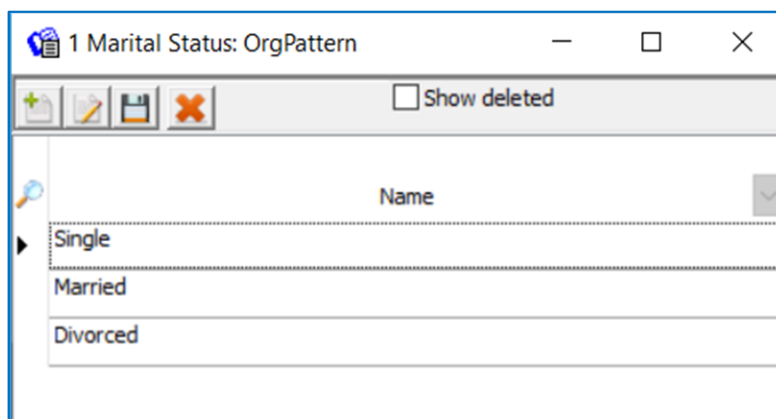 1 Marital Status: OrgPattern
Show deleted
Name
Single
Married
Divorced